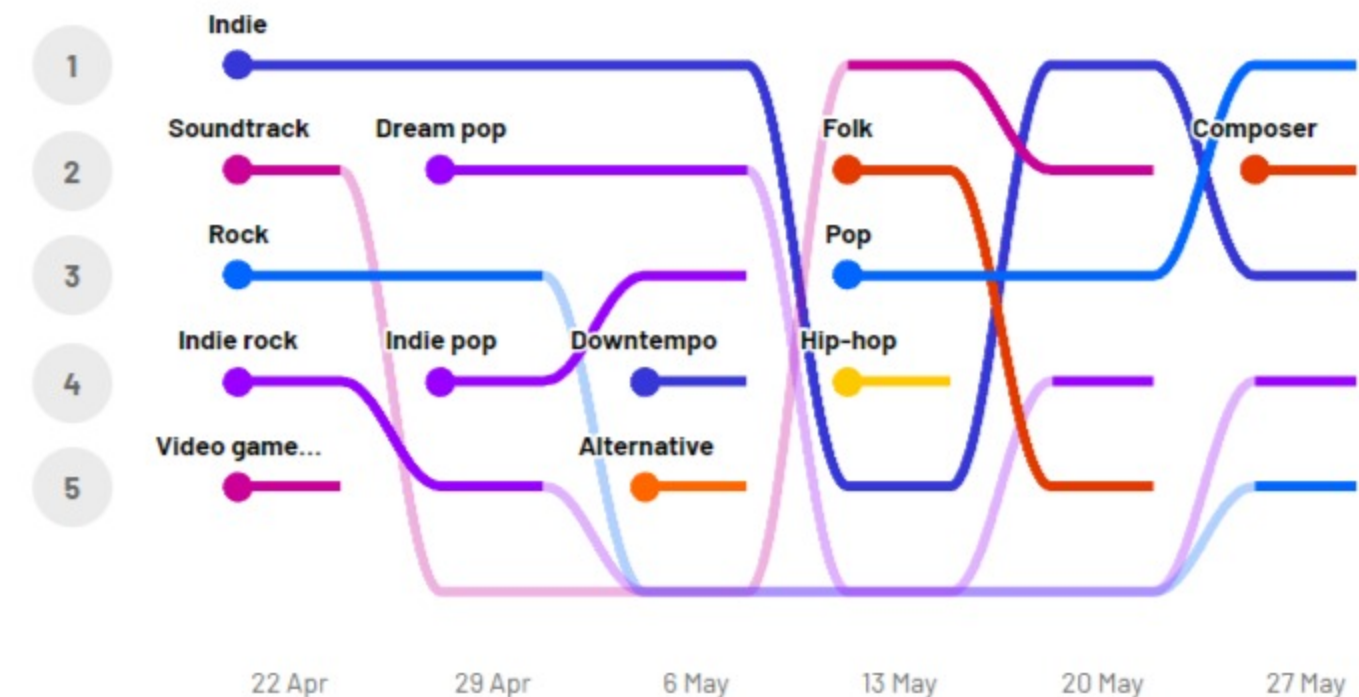 Indie
1
Soundtrack Dream pop Folk Composer
2
Rock Pop
3
Indie rock Indie pop Downtempo Hip-hop
4
Video game... Alternative
5
22 Apr 29 Apr 6 May 13 May 20 May 27 May